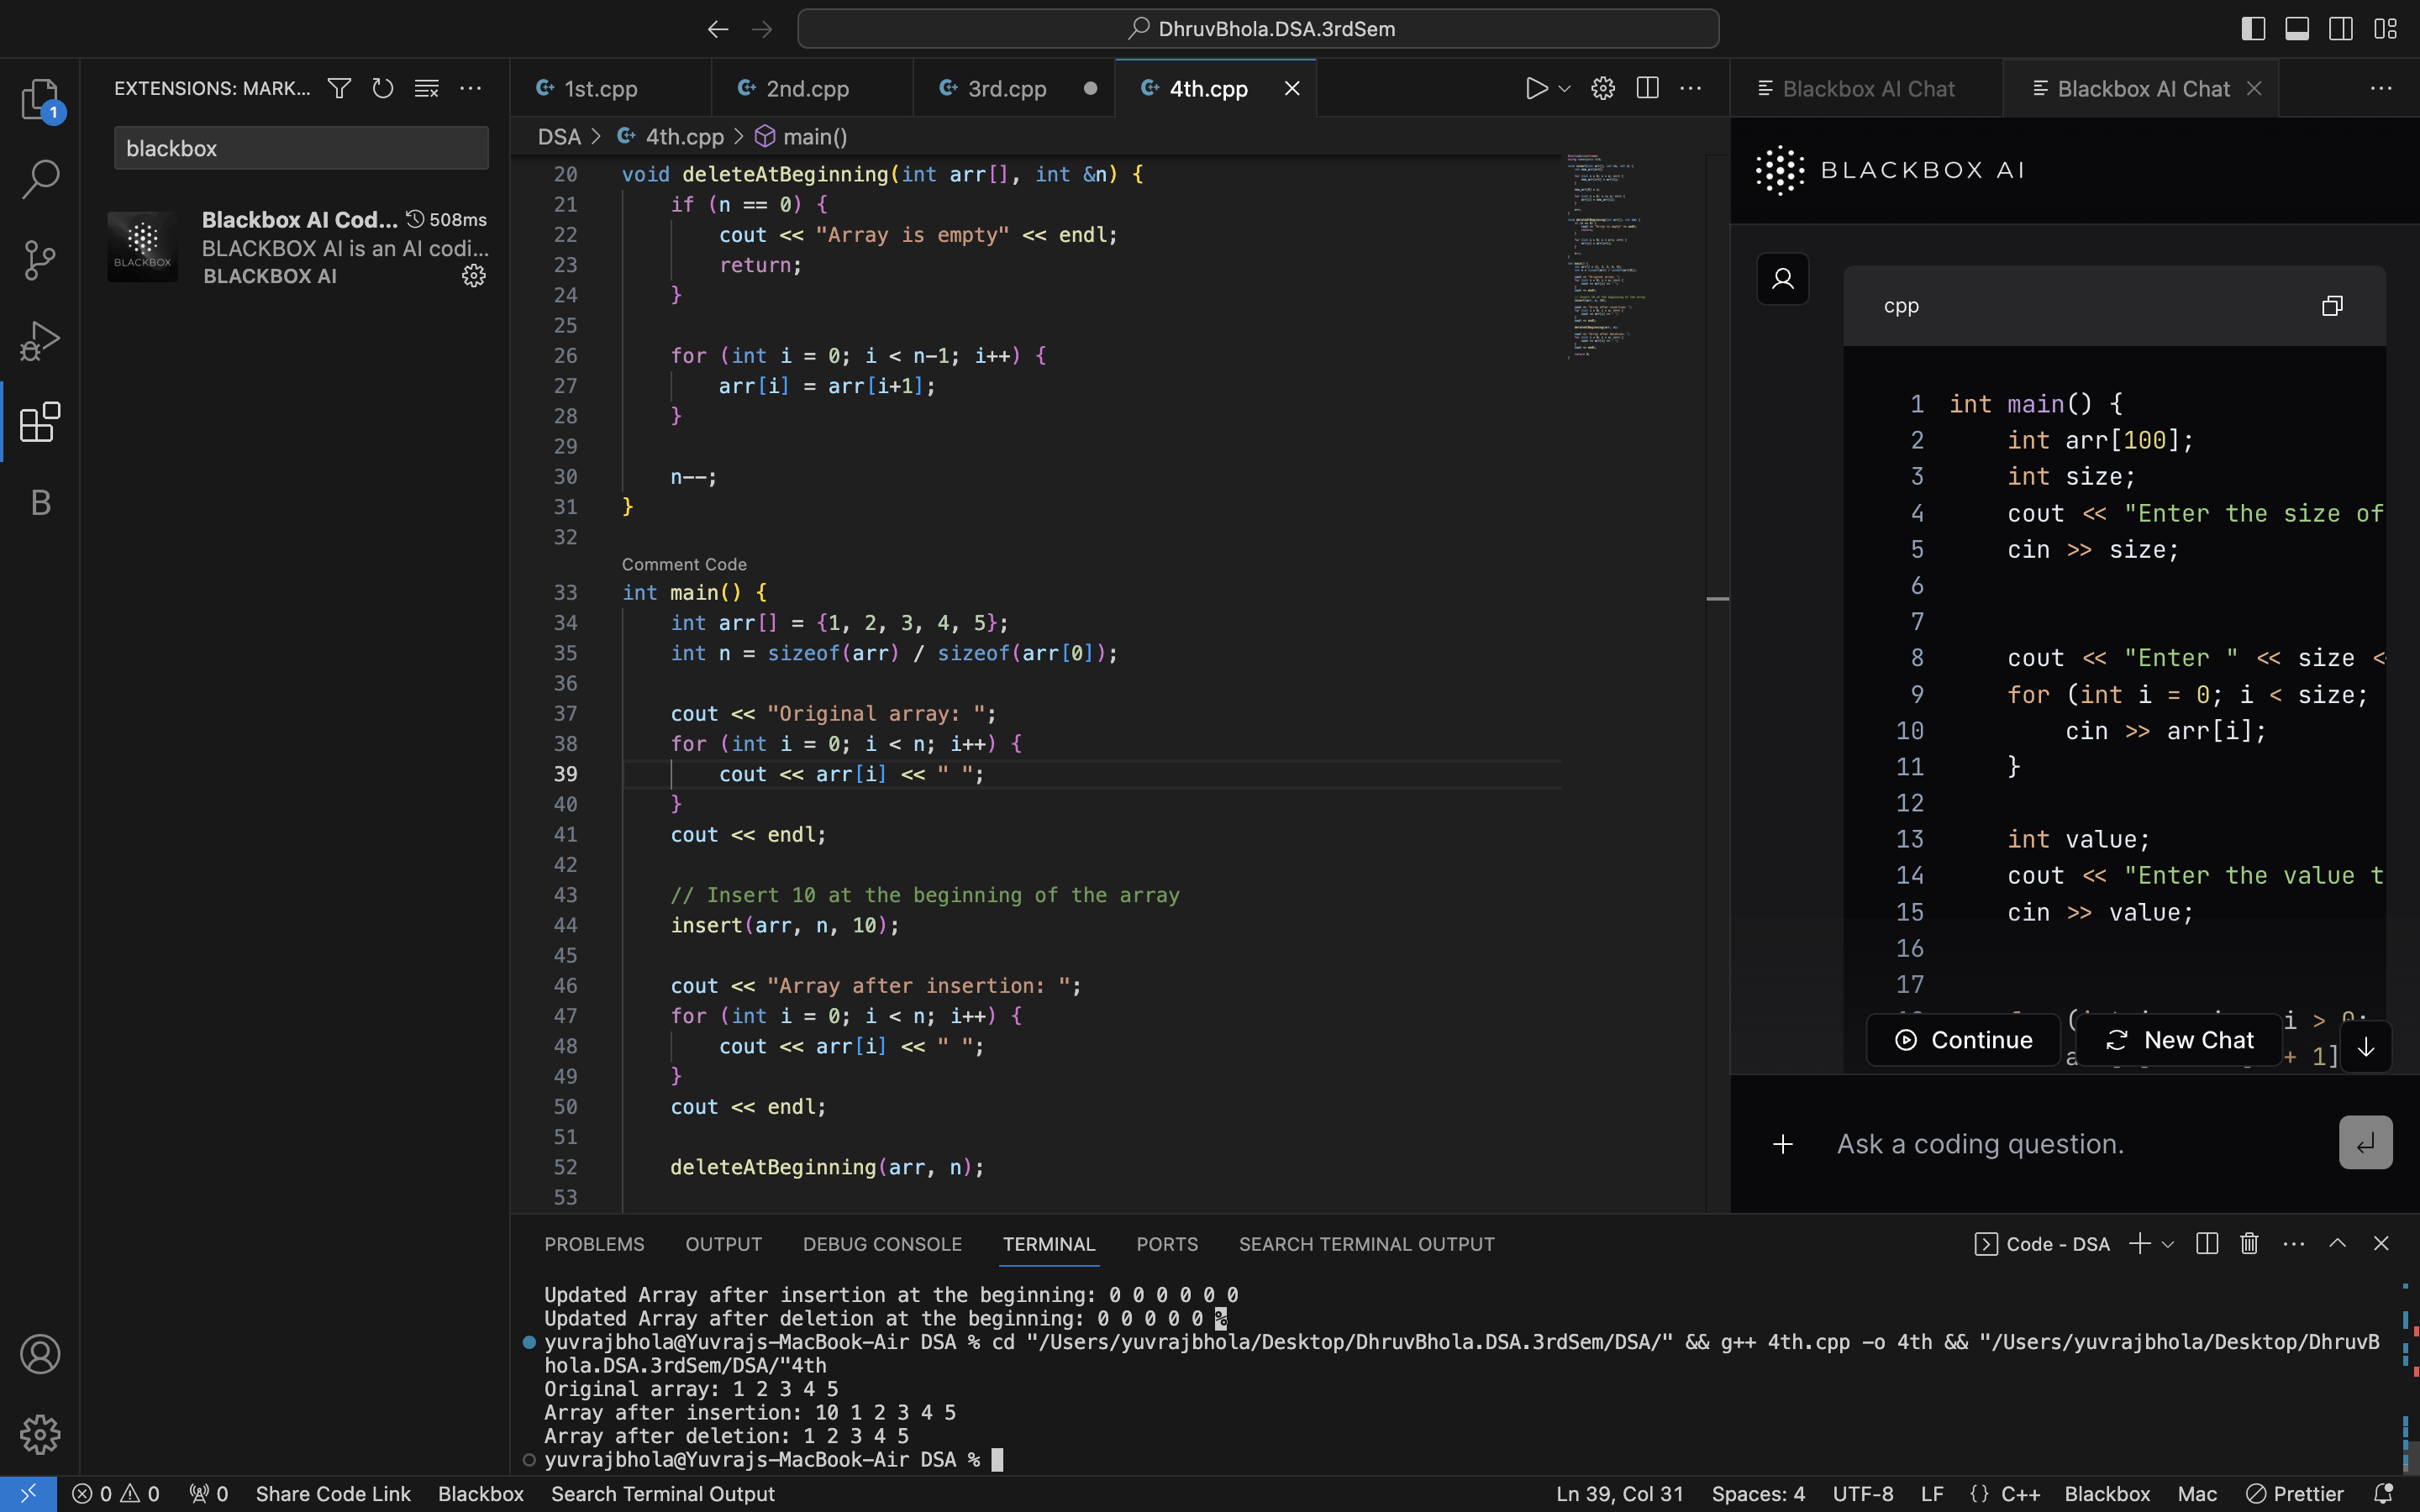 DhruvBhola.DSA.3rdSem
EXTENSIONS: MARK...
1st.cpp
2nd.cpp
3rd.cpp
4th.cpp
Blackbox AI Chat
Blackbox AI Chat
1
blackbox
Blackbox AI Cod... 508ms
BLACKBOX AI is an AI codi...
BLACKBOX AI
BLACKBOX
B
DSA > 4th.cpp > main()
20 void deleteAtBeginning(int arr[], int &n) {
21 if (n == 0) {
22 cout << "Array is empty" << endl;
23 return;
24 }
25
26 for (int i = 0; i < n-1; i++) {
27 arr[i] = arr[i+1];
28 }
29
30 n--;
31 }
32
Comment Code
33 int main() {
34 int arr[] = {1, 2, 3, 4, 5};
35 int n = sizeof(arr) / sizeof(arr[0]);
36
37 cout << "Original array: ";
38 for (int i = 0; i < n; i++) {
39 cout << arr[i] << " ";
40 }
41 cout << endl;
42
43 // Insert 10 at the beginning of the array
44 insert(arr, n, 10);
45
46 cout << "Array after insertion: ";
47 for (int i = 0; i < n; i++) {
48 cout << arr[i] << " ";
49 }
50 cout << endl;
51
52 deleteAtBeginning(arr, n);
53
BLACKBOX AI
cpp
1 int main() {
2 int arr[100];
3 int size;
4 cout << "Enter the size of
5 cin >> size;
6
7
8 cout << "Enter " << size <
9 for (int i = 0; i < size;
10 cin >> arr[i];
11 }
12
13 int value;
14 cout << "Enter the value t
15 cin >> value;
16
17
i > 0;
+ 1]
Continue
New Chat
Ask a coding question.
PROBLEMS OUTPUT DEBUG CONSOLE TERMINAL PORTS SEARCH TERMINAL OUTPUT
Code - DSA
Updated Array after insertion at the beginning: 0 0 0 0 0 0
Updated Array after deletion at the beginning: 0 0 0 0 0 %
yuvrajbhola@Yuvrajs-MacBook-Air DSA % cd "/Users/yuvrajbhola/Desktop/DhruvBhola.DSA.3rdSem/DSA/" && g++ 4th.cpp -o 4th && "/Users/yuvrajbhola/Desktop/DhruvB
hola.DSA.3rdSem/DSA/"4th
Original array: 1 2 3 4 5
Array after insertion: 10 1 2 3 4 5
Array after deletion: 1 2 3 4 5
yuvrajbhola@Yuvrajs-MacBook-Air DSA %
0 0 0 Share Code Link Blackbox Search Terminal Output
Ln 39, Col 31 Spaces: 4 UTF-8 LF {} C++ Blackbox Mac Prettier